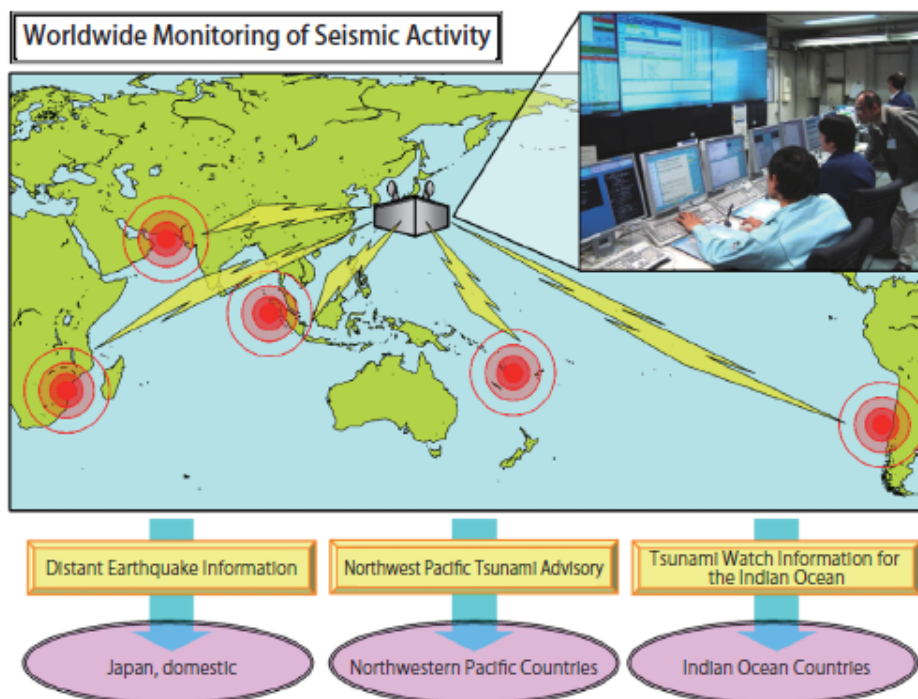 Worldwide Monitoring of Seismic Activity
Distant Earthquake Information
Northwest Pacific Tsunami Advisory
Tsunami Watch Information for
the Indian Ocean
Japan, domestic
Northwestern Pacific Countries
Indian Ocean Countries